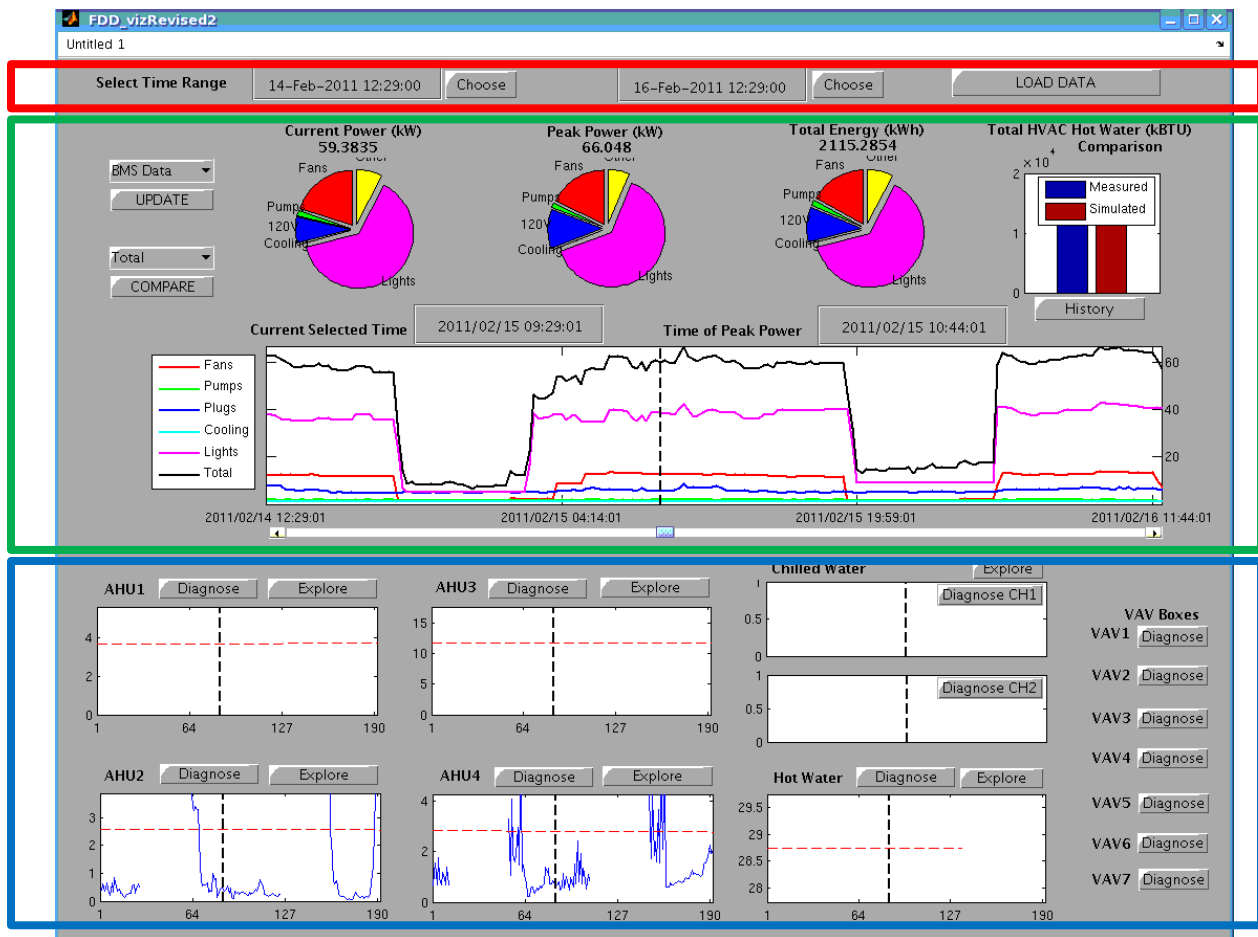 FDD_vizRevised2
Untitled 1
Select Time Range 14-Feb-2011 12:29:00 Choose 16-Feb-2011 12:29:00 Choose LOAD DATA
Current Power (kW) Peak Power (kW) Total Energy (kWh) Total HVAC Hot Water (kBTU)
59.3835 66.048 2115.2854 Comparison
BMS Data
UPDATE
Total
COMPARE
Other
Fans
Pumps
120V
Cooling
Lights
Fans
Pumps
120V
Cooling
Lights
Other
Fans
Pumps
120V
Cooling
Lights
× 10 4
2
1
0
Measured
Simulated
History
Current Selected Time 2011/02/15 09:29:01 Time of Peak Power 2011/02/15 10:44:01
Fans
Pumps
Plugs
Cooling
Lights
Total
60
40
20
2011/02/14 12:29:01 2011/02/15 04:14:01 2011/02/15 19:59:01 2011/02/16 11:44:01
AHU1 Diagnose Explore
4
2
0
1 64 127 190
AHU3 Diagnose Explore
15
10
5
0
1 64 127 190
Chilled Water Explore
1
0.5
0
Diagnose CH1
1
0.5
0
Diagnose CH2
AHU2 Diagnose Explore
3
2
1
0
1 64 127 190
AHU4 Diagnose Explore
4
2
0
1 64 127 190
Hot Water Diagnose Explore
29.5
29
28.5
28
1 64 127 190
VAV Boxes
VAV1 Diagnose
VAV2 Diagnose
VAV3 Diagnose
VAV4 Diagnose
VAV5 Diagnose
VAV6 Diagnose
VAV7 Diagnose